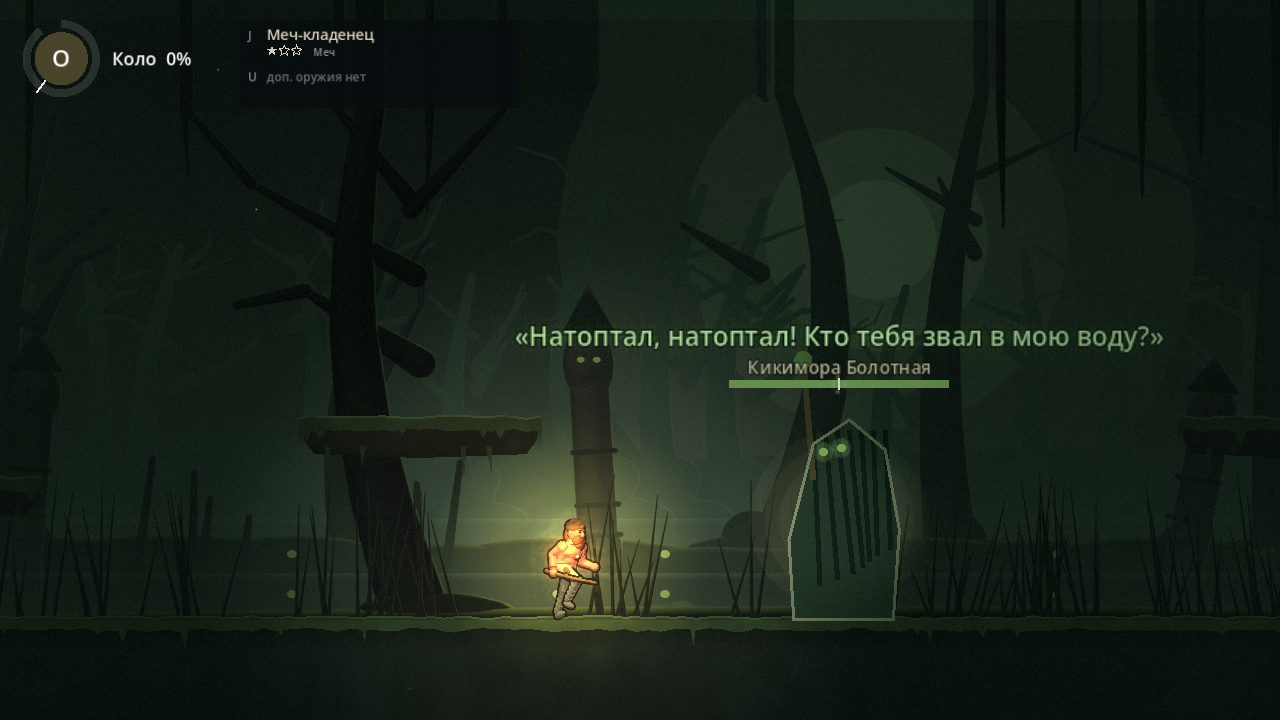 О
Коло 0%
J Меч-кладенец
★☆☆ Меч
U доп. оружия нет
«Натоптал, натоптал! Кто тебя звал в мою воду?»
Кикимора Болотная